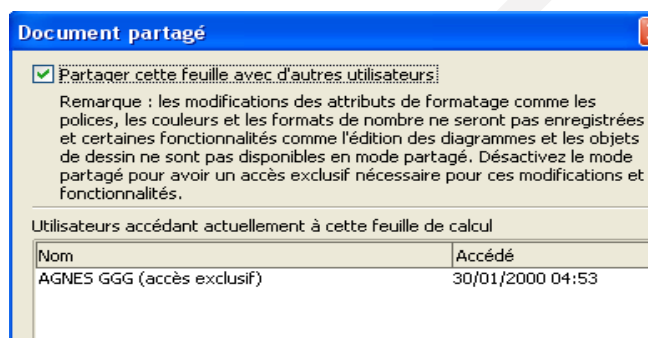 Document partagé
Partager cette feuille avec d'autres utilisateurs
Remarque : les modifications des attributs de formatage comme les
polices, les couleurs et les formats de nombre ne seront pas enregistrées
et certaines fonctionnalités comme l'édition des diagrammes et les objets
de dessin ne sont pas disponibles en mode partagé. Désactivez le mode
partagé pour avoir un accès exclusif nécessaire pour ces modifications et
fonctionnalités.
Utilisateurs accédant actuellement à cette feuille de calcul
Nom Accédé
AGNES GGG (accès exclusif) 30/01/2000 04:53